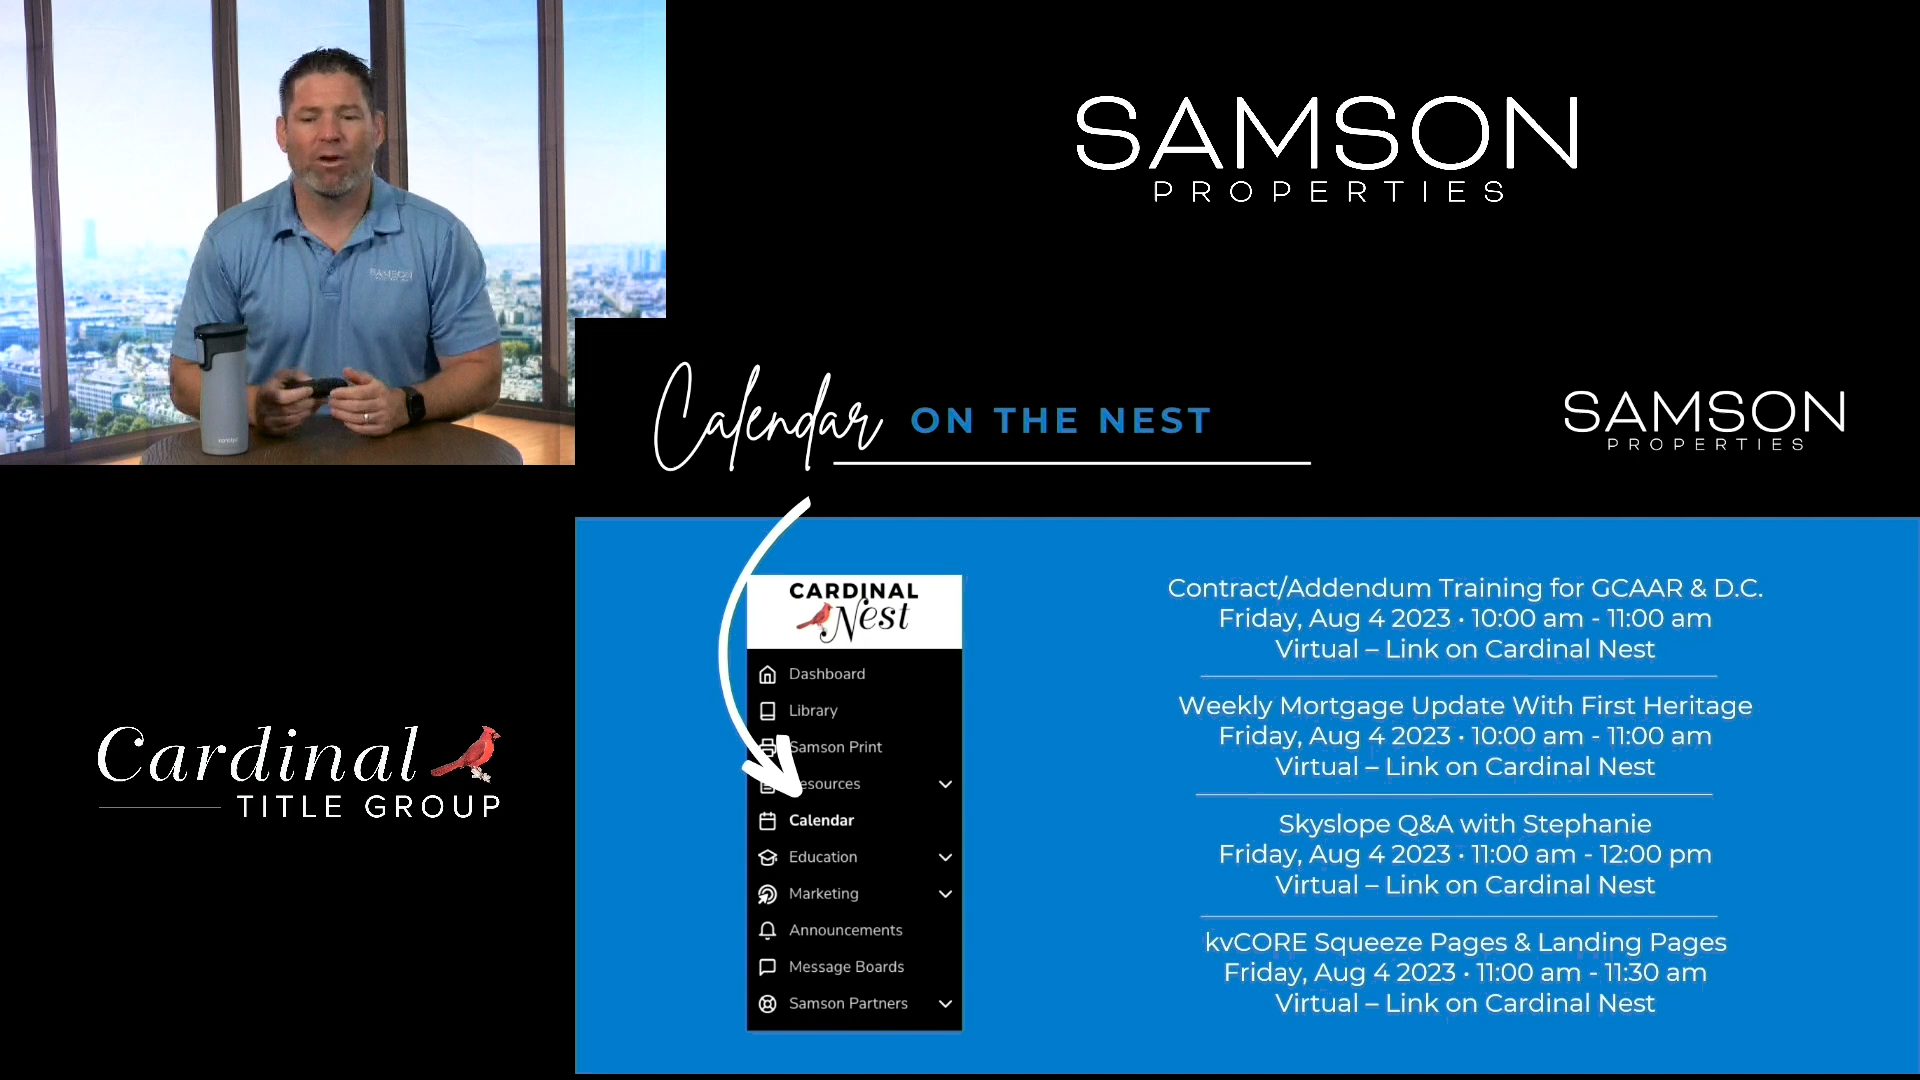 SAMSON
PROPERTIES
SAMSON
Calendar ON THE NEST
SAMSON
PROPERTIES
CARDINAL
Nest
Dashboard
Library
Samson Print
esources
Calendar
Education
Marketing
Announcements
Message Boards
Samson Partners
Contract/Addendum Training for GCAAR & D.C.
Friday, Aug 4 2023 • 10:00 am - 11:00 am
Virtual – Link on Cardinal Nest
Weekly Mortgage Update With First Heritage
Friday, Aug 4 2023 • 10:00 am - 11:00 am
Virtual – Link on Cardinal Nest
Skyslope Q&A with Stephanie
Friday, Aug 4 2023 • 11:00 am - 12:00 pm
Virtual – Link on Cardinal Nest
kvCORE Squeeze Pages & Landing Pages
Friday, Aug 4 2023 • 11:00 am - 11:30 am
Virtual – Link on Cardinal Nest
Cardinal
TITLE GROUP